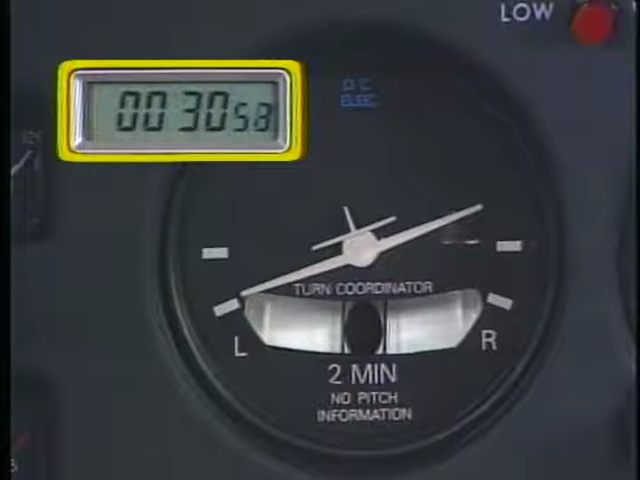 LOW
00 30 58
D.C.
ELEC.
TURN COORDINATOR
L
R
2 MIN
NO PITCH
INFORMATION